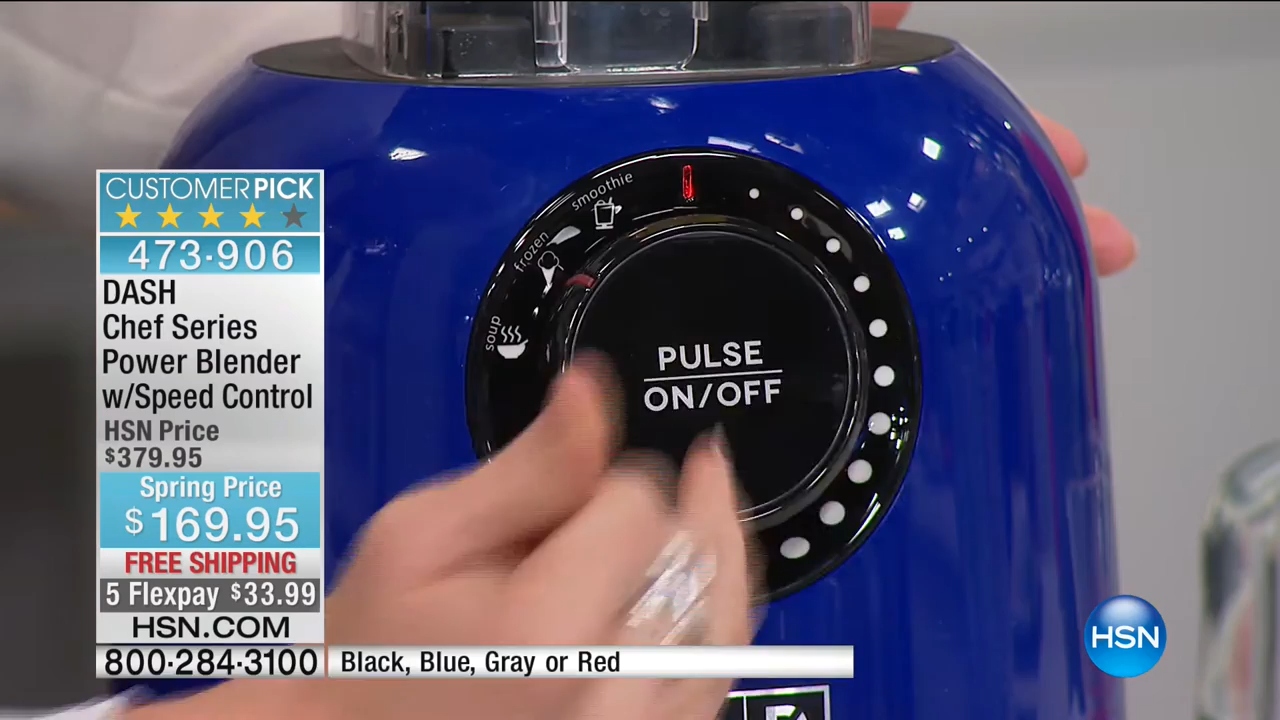 CUSTOMER PICK
473-906
DASH
Chef Series
Power Blender
w/Speed Control
HSN Price
$379.95
Spring Price
$169.95
FREE SHIPPING
5 Flexpay $33.99
HSN.COM
800-284-3100
Black, Blue, Gray or Red
smoothie
frozen
soup
PULSE
ON/OFF
HSN